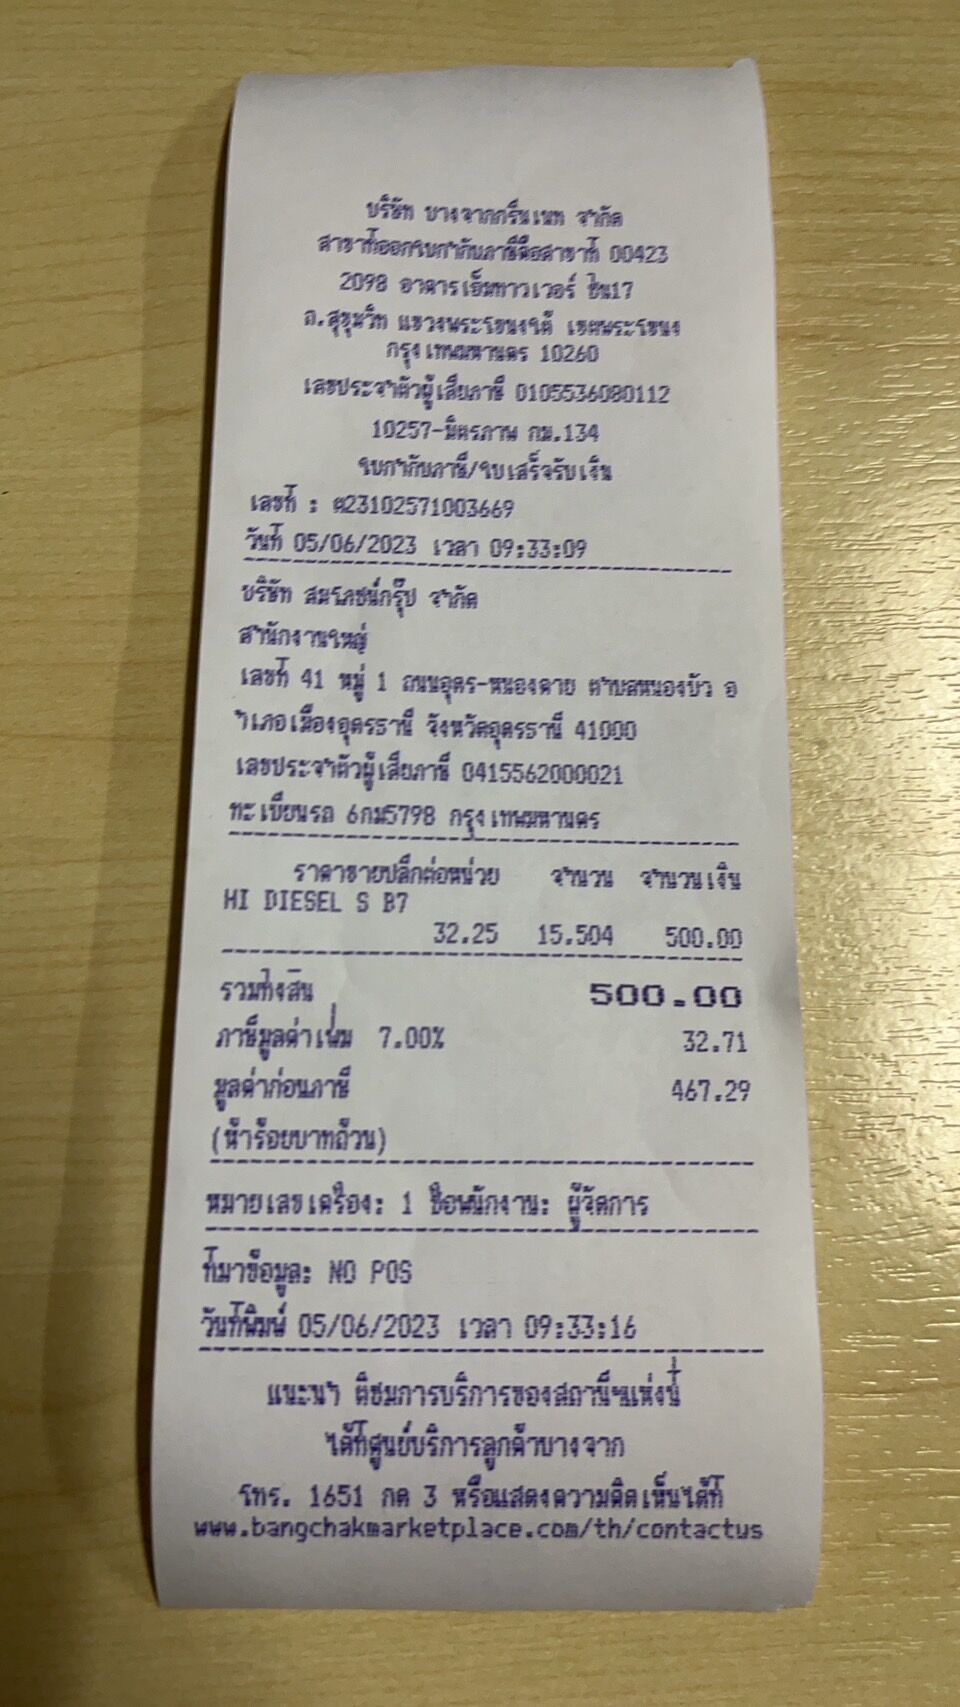 บริษัท บางจากกรีนเนท จำกัด
สาขาที่ออกใบกำกับภาษีคือสาขาที่ 00423
2098 อาคารเอ็มทาวเวอร์ ชั้น17
ถ.สุขุมวิท แขวงพระโขนงใต้ เขตพระโขนง
กรุงเทพมหานคร 10260
เลขประจำตัวผู้เสียภาษี 0105536080112
10257-มิตรภาพ กม.134
ใบกำกับภาษี/ใบเสร็จรับเงิน
เลขที่ : ต23102571003669
วันที่ 05/06/2023 เวลา 09:33:09
บริษัท สมโภชน์กรุ๊ป จำกัด
สำนักงานใหญ่
เลขที่ 41 หมู่ 1 ถนนอุดร-หนองคาย ตำบลหนองบัว อ
ำเภอเมืองอุดรธานี จังหวัดอุดรธานี 41000
เลขประจำตัวผู้เสียภาษี 0415562000021
ทะเบียนรถ 6กม5798 กรุงเทพมหานคร
ราคาขายปลีกต่อหน่วย จำนวน จำนวนเงิน
HI DIESEL S B7
32.25 15.504 500.00
รวมทั้งสิ้น 500.00
ภาษีมูลค่าเพิ่ม 7.00% 32.71
มูลค่าก่อนภาษี 467.29
(ห้าร้อยบาทถ้วน)
หมายเลขเครื่อง: 1 ชื่อพนักงาน: ผู้จัดการ
ที่มาข้อมูล: NO POS
วันที่พิมพ์ 05/06/2023 เวลา 09:33:16
แนะนำ ติชมการบริการของสถานีฯแห่งนี้
ได้ที่ศูนย์บริการลูกค้าบางจาก
โทร. 1651 กด 3 หรือแสดงความคิดเห็นได้ที่
www.bangchakmarketplace.com/th/contactus